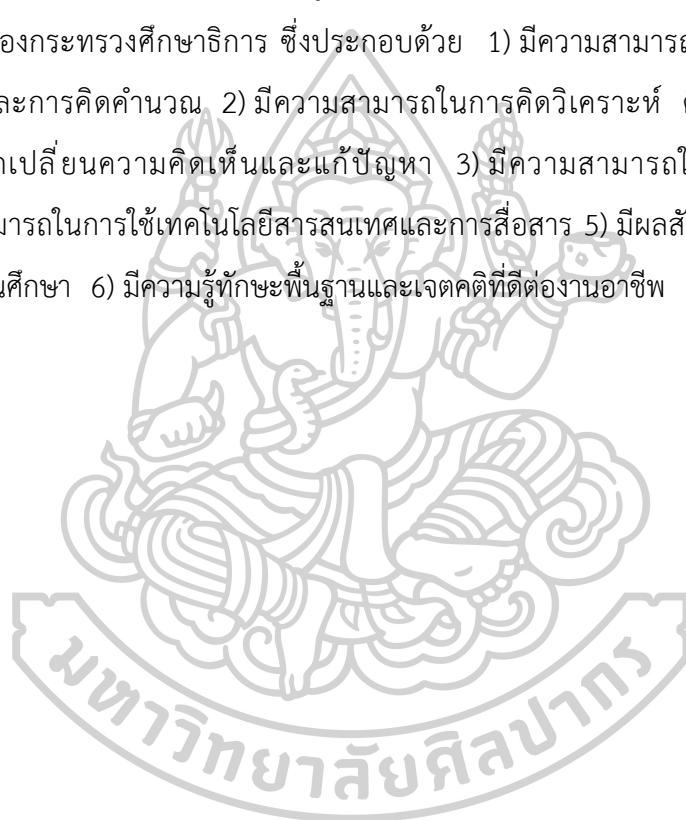 องกระทรวงศึกษาธิการ ซึ่งประกอบด้วย 1) มีความสามารถ
ละการคิดคำนวณ 2) มีความสามารถในการคิดวิเคราะห์
เปลี่ยนความคิดเห็นและแก้ปัญหา 3) มีความสามารถใ
มารถในการใช้เทคโนโลยีสารสนเทศและการสื่อสาร 5) มีผลสั
นศึกษา 6) มีความรู้ทักษะพื้นฐานและเจตคติที่ดีต่องานอาชีพ
มหาวิทยาลัยศิลปากร